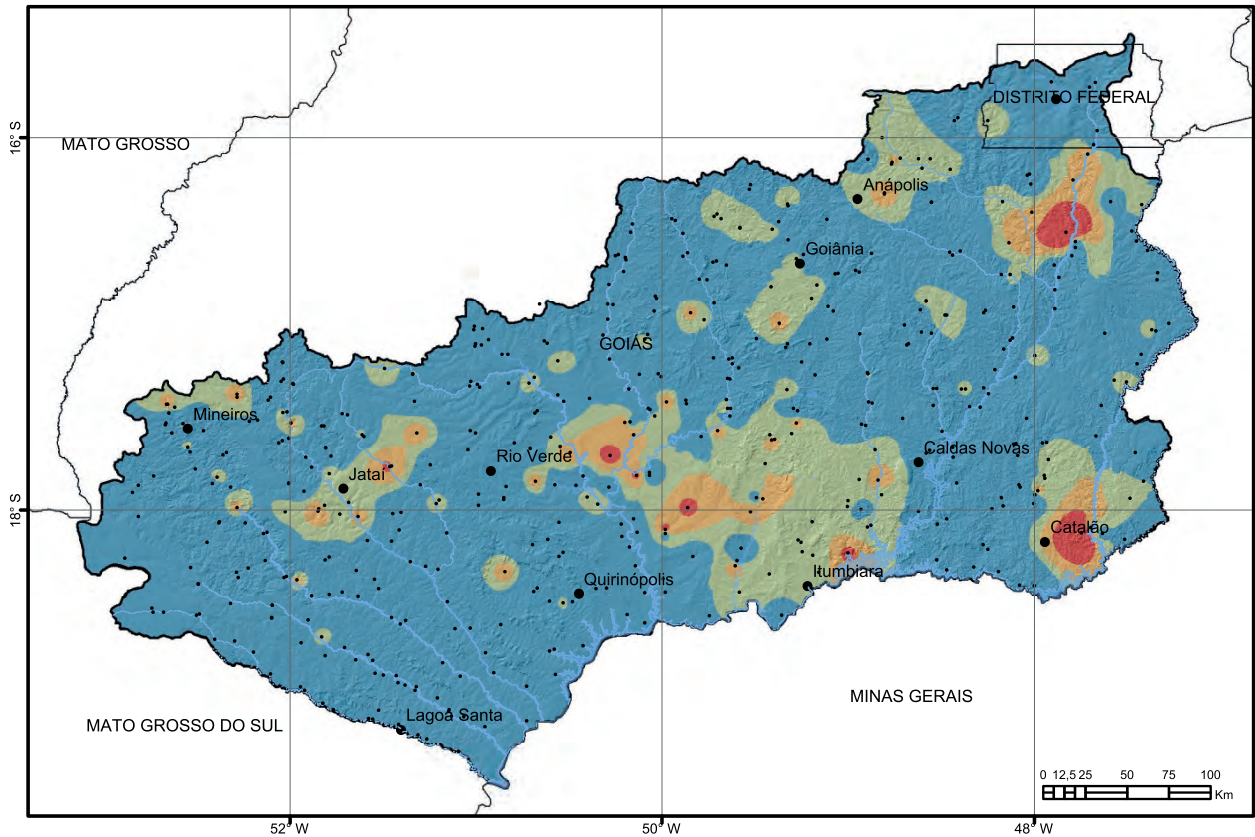 DISTRITO FEDERAL
16° S
MATO GROSSO
Anápolis
Goiânia
GOIÁS
Mineiros
Caldas Novas
Rio Verde
Jataí
18° S
Catalão
Itumbiara
Quirinópolis
MINAS GERAIS
Lagoa Santa
MATO GROSSO DO SUL
0 12,5 25 50 75 100
Km
52° W 50° W 48° W